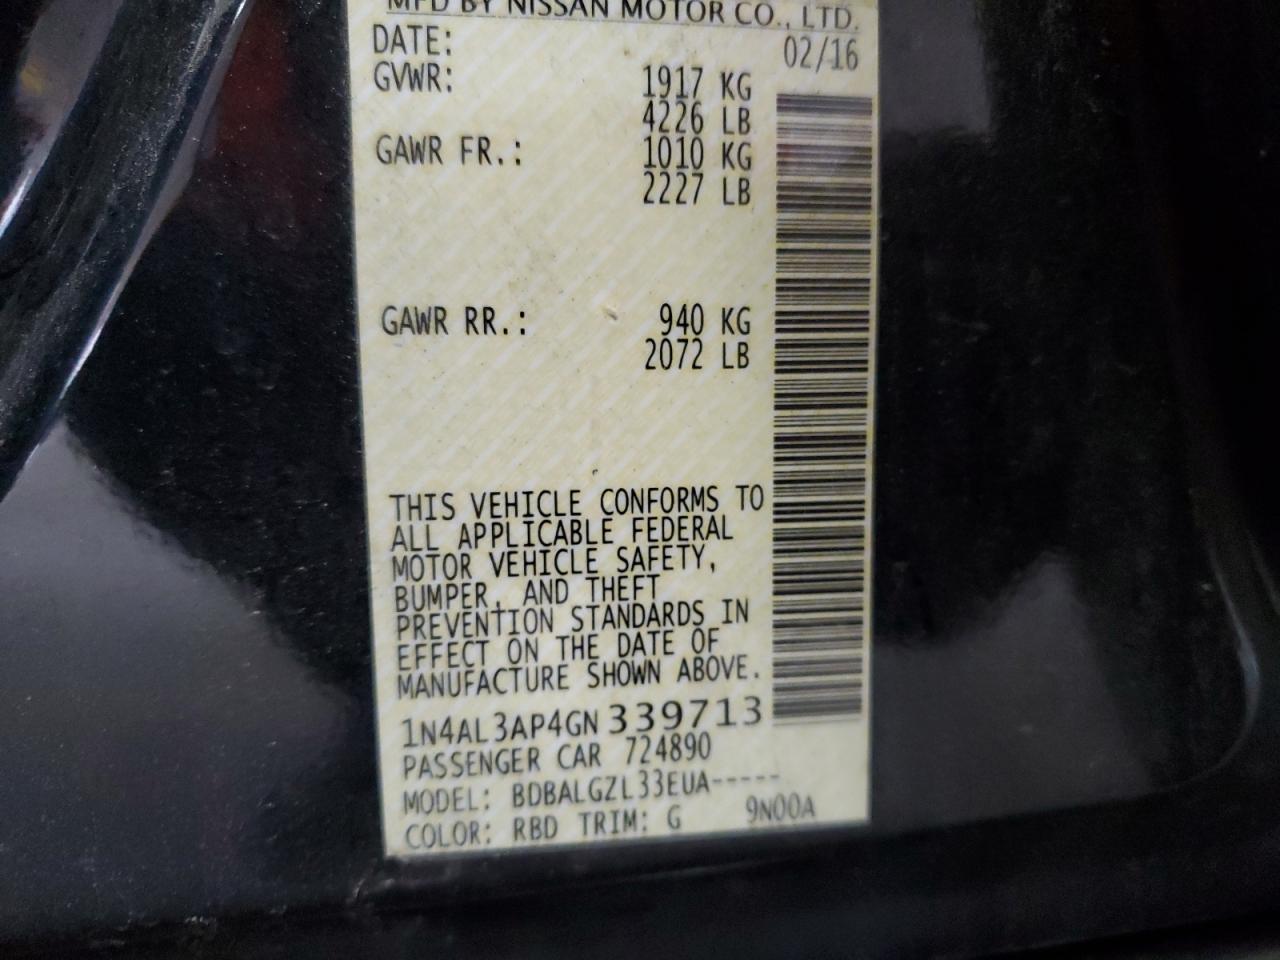 MFD BY NISSAN MOTOR CO., LTD.
DATE: 02/16
GVWR: 1917 KG
4226 LB
GAWR FR.: 1010 KG
2227 LB
GAWR RR.: 940 KG
2072 LB
THIS VEHICLE CONFORMS TO
ALL APPLICABLE FEDERAL
MOTOR VEHICLE SAFETY,
BUMPER, AND THEFT
PREVENTION STANDARDS IN
EFFECT ON THE DATE OF
MANUFACTURE SHOWN ABOVE.
1N4AL3AP4GN339713
PASSENGER CAR 724890
MODEL: BDBALGZL33EUA-----
COLOR: RBD TRIM: G 9N00A